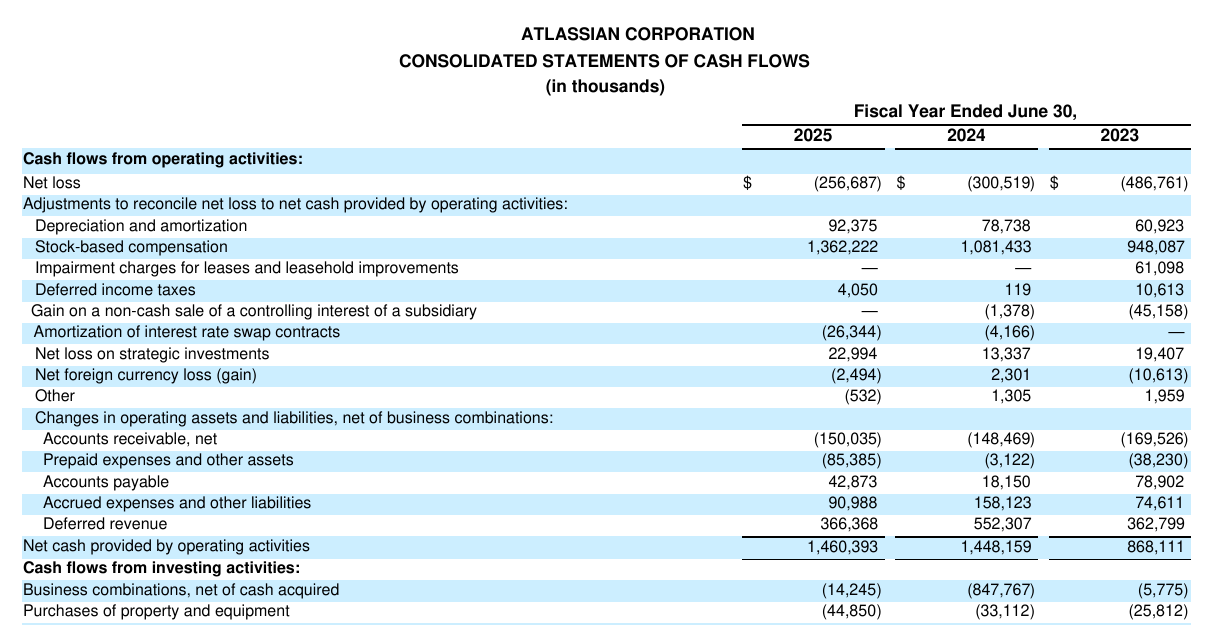 ATLASSIAN CORPORATION
CONSOLIDATED STATEMENTS OF CASH FLOWS
(in thousands)
Fiscal Year Ended June 30,
2025 2024 2023
Cash flows from operating activities:
Net loss $ (256,687) $ (300,519) $ (486,761)
Adjustments to reconcile net loss to net cash provided by operating activities:
Depreciation and amortization 92,375 78,738 60,923
Stock-based compensation 1,362,222 1,081,433 948,087
Impairment charges for leases and leasehold improvements — — 61,098
Deferred income taxes 4,050 119 10,613
Gain on a non-cash sale of a controlling interest of a subsidiary — (1,378) (45,158)
Amortization of interest rate swap contracts (26,344) (4,166) —
Net loss on strategic investments 22,994 13,337 19,407
Net foreign currency loss (gain) (2,494) 2,301 (10,613)
Other (532) 1,305 1,959
Changes in operating assets and liabilities, net of business combinations:
Accounts receivable, net (150,035) (148,469) (169,526)
Prepaid expenses and other assets (85,385) (3,122) (38,230)
Accounts payable 42,873 18,150 78,902
Accrued expenses and other liabilities 90,988 158,123 74,611
Deferred revenue 366,368 552,307 362,799
Net cash provided by operating activities 1,460,393 1,448,159 868,111
Cash flows from investing activities:
Business combinations, net of cash acquired (14,245) (847,767) (5,775)
Purchases of property and equipment (44,850) (33,112) (25,812)